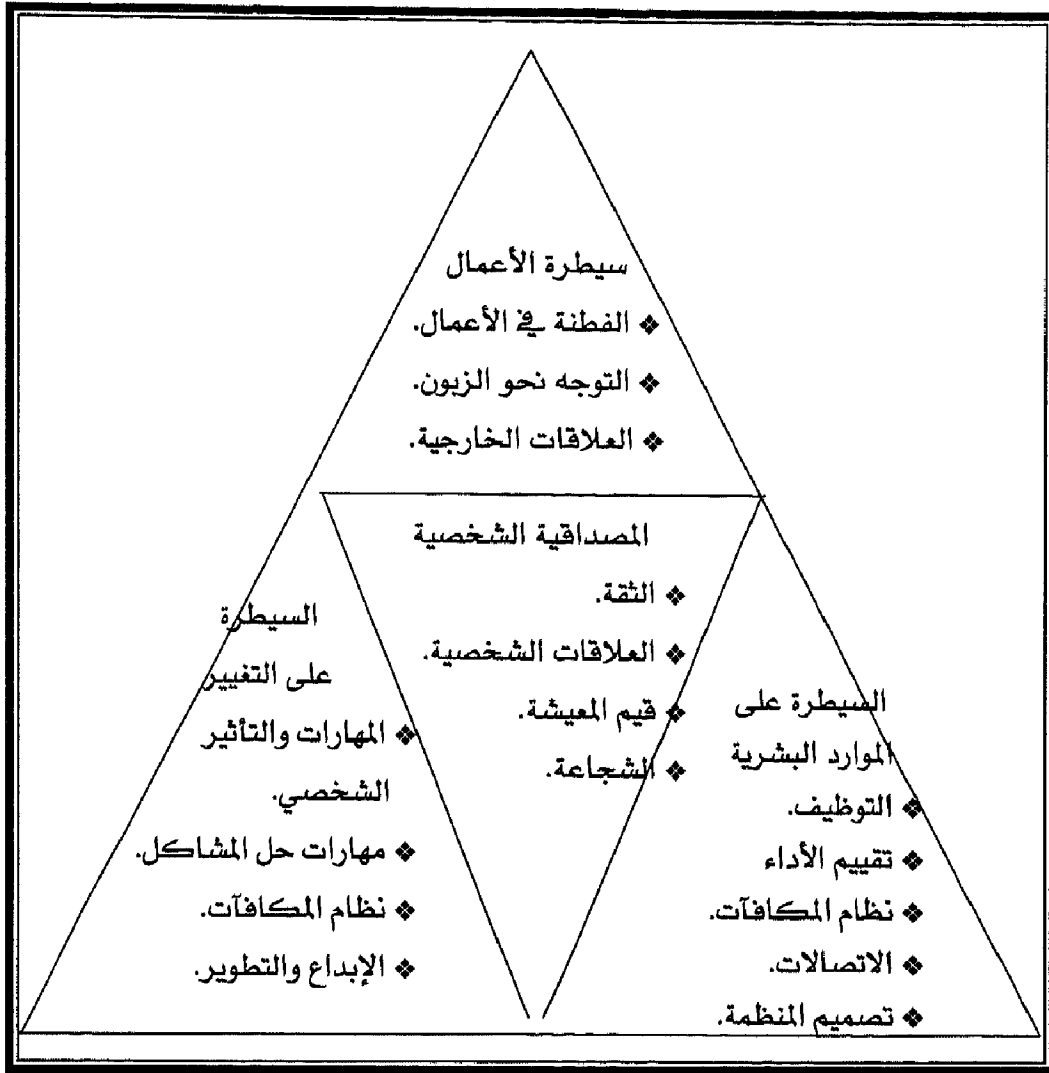 سيطرة الأعمال
❖ الفطنة في الأعمال.
❖ التوجه نحو الزبون.
❖ العلاقات الخارجية.
المصداقية الشخصية
❖ الثقة.
❖ العلاقات الشخصية.
❖ قيم المعيشة.
❖ الشجاعة.
السيطرة على
الموارد البشرية
❖ التوظيف.
❖ تقييم الأداء
❖ نظام المكافآت.
❖ الاتصالات.
❖ تصميم المنظمة.
السيطرة
على التغيير
❖ المهارات والتأثير
الشخصي.
❖ مهارات حل المشاكل.
❖ نظام المكافآت.
❖ الإبداع والتطوير.